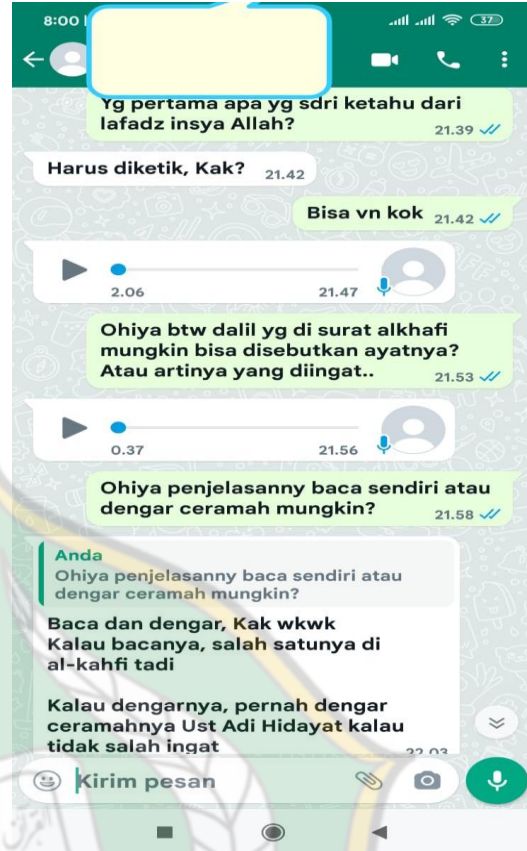 8:00
37
Yg pertama apa yg sdri ketahu dari
lafadz insya Allah?
21.39
Harus diketik, Kak?
21.42
Bisa vn kok
21.42
2.06
21.47
Ohiya btw dalil yg di surat alkhafi
mungkin bisa disebutkan ayatnya?
Atau artinya yang diingat..
21.53
0.37
21.56
Ohiya penjelasanny baca sendiri atau
dengar ceramah mungkin?
21.58
Anda
Ohiya penjelasanny baca sendiri atau
dengar ceramah mungkin?
Baca dan dengar, Kak wkwk
Kalau bacanya, salah satunya di
al-kahfi tadi
Kalau dengarnya, pernah dengar
ceramahnya Ust Adi Hidayat kalau
tidak salah ingat
22.03
Kirim pesan